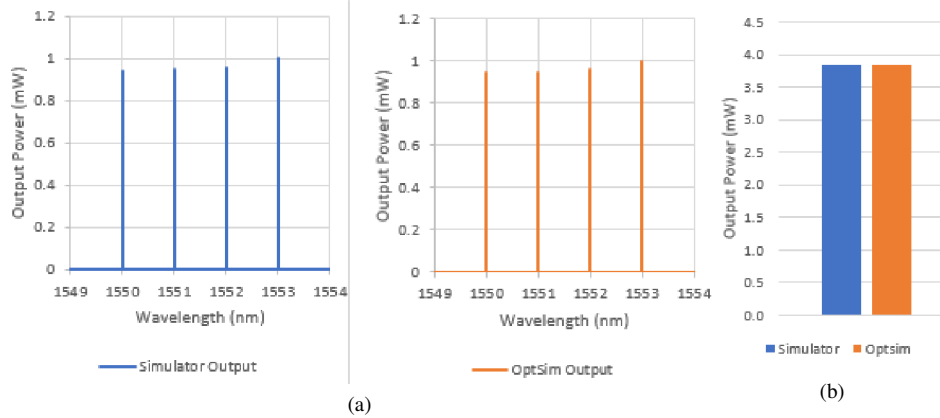 1.2
1
0.8
0.6
0.4
0.2
0
Output Power (mW)
1549 1550 1551 1552 1553 1554
Wavelength (nm)
Simulator Output
1.2
1
0.8
0.6
0.4
0.2
0
Output Power (mW)
1549 1550 1551 1552 1553 1554
Wavelength (nm)
OptSim Output
(a)
4.5
4.0
3.5
3.0
2.5
2.0
1.5
1.0
0.5
0.0
Output Power (mW)
Simulator Optsim
(b)